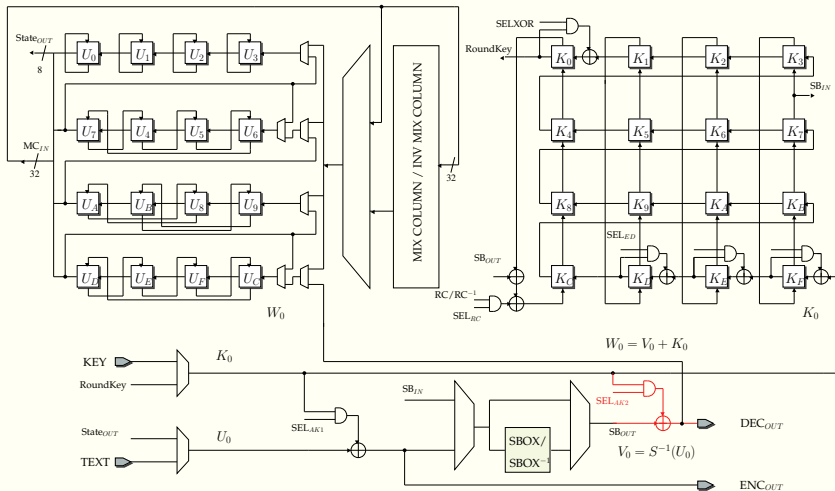 State_OUT
8
U_0
U_1
U_2
U_3
U_7
U_4
U_5
U_6
MC_IN
32
U_A
U_B
U_8
U_9
U_D
U_E
U_F
U_C
W_0
MIX COLUMN / INV MIX COLUMN
32
SELXOR
RoundKey
K_0
K_1
K_2
K_3
SB_IN
K_4
K_5
K_6
K_7
K_8
K_9
K_A
K_B
SEL_ED
SB_OUT
K_C
K_D
K_E
K_F
RC/RC^-1
SEL_RC
K_0
W_0 = V_0 + K_0
KEY
K_0
RoundKey
SB_IN
SEL_AK1
SEL_AK2
State_OUT
U_0
TEXT
SBOX/
SBOX^-1
SB_OUT
DEC_OUT
V_0 = S^-1(U_0)
ENC_OUT